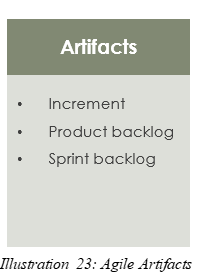 Artifacts
• Increment
• Product backlog
• Sprint backlog
Illustration 23: Agile Artifacts